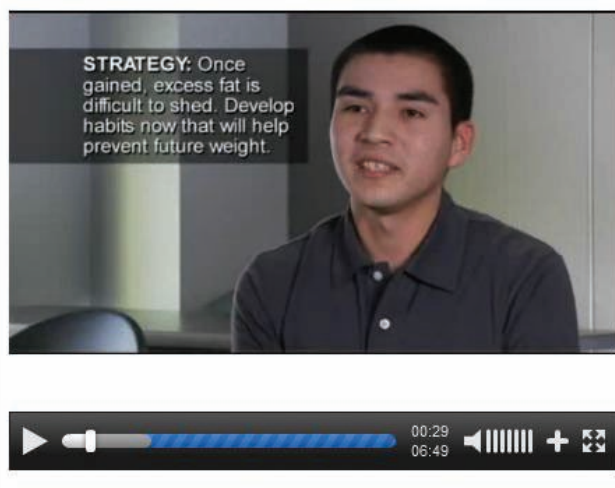 STRATEGY: Once
gained, excess fat is
difficult to shed. Develop
habits now that will help
prevent future weight.
00:29
06:49